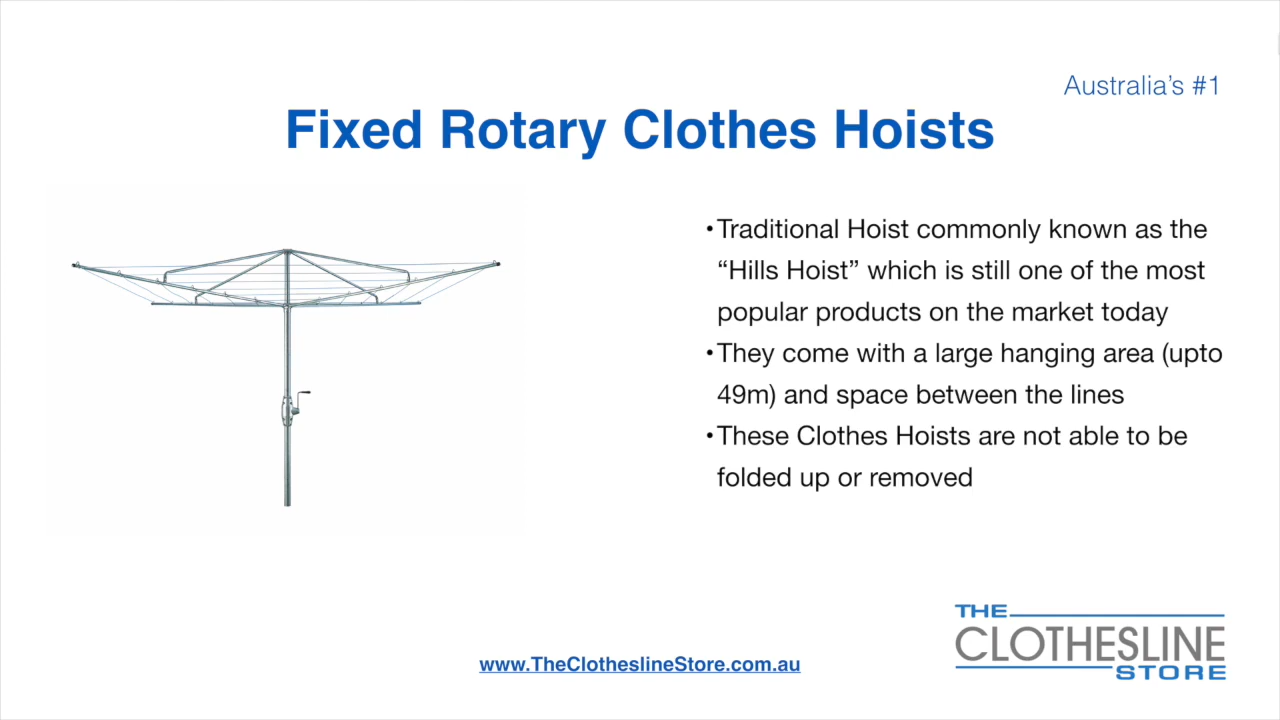 Australia's #1
Fixed Rotary Clothes Hoists
•Traditional Hoist commonly known as the
“Hills Hoist” which is still one of the most
popular products on the market today
•They come with a large hanging area (upto
49m) and space between the lines
•These Clothes Hoists are not able to be
folded up or removed
THE
CLOTHESLINE
STORE
www.TheClotheslineStore.com.au